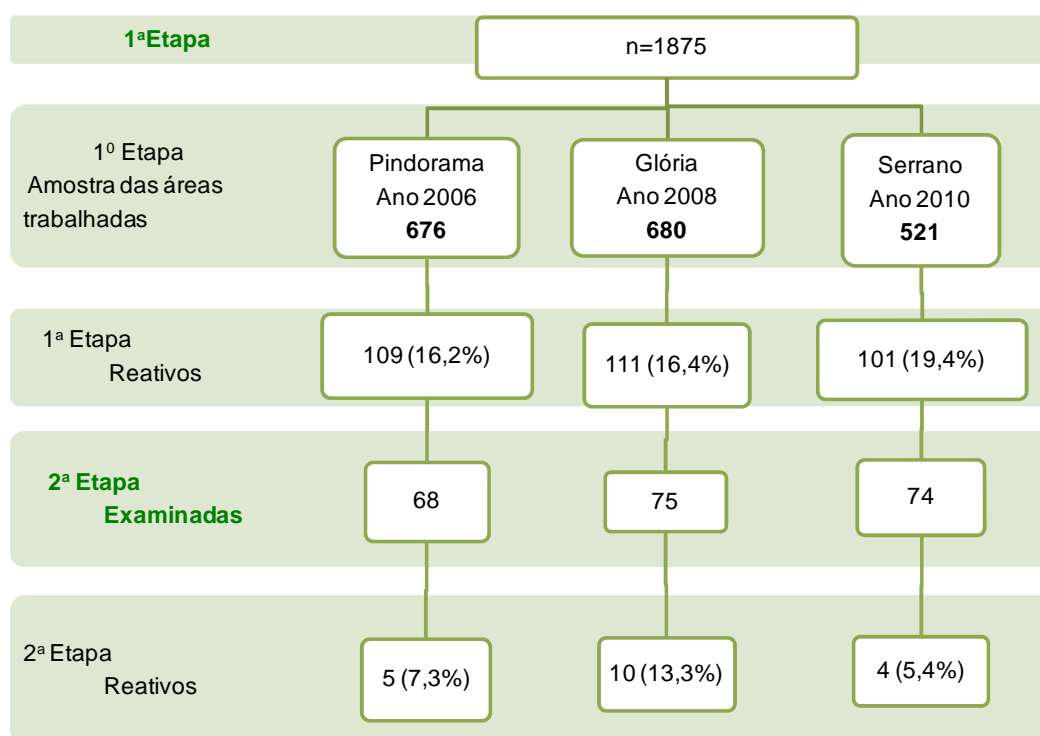 1ªEtapa
n=1875
1⁰ Etapa
Amostra das áreas
trabalhadas
Pindorama
Ano 2006
676
Glória
Ano 2008
680
Serrano
Ano 2010
521
1ª Etapa
Reativos
109 (16,2%)
111 (16,4%)
101 (19,4%)
2ª Etapa
Examinadas
68
75
74
2ª Etapa
Reativos
5 (7,3%)
10 (13,3%)
4 (5,4%)